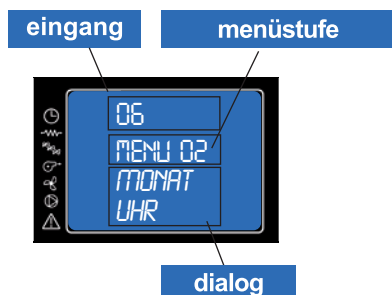 eingang
menüstufe
06
MENU 02
MONAT
UHR
dialog